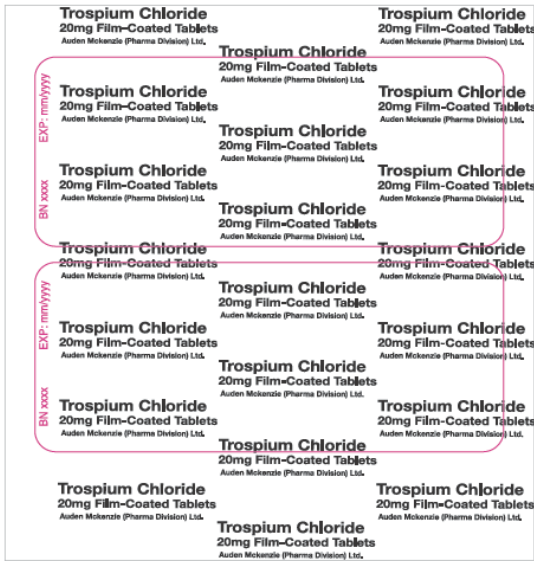 Trospium Chloride
20mg Film-Coated Tablets
Auden Mckenzie (Pharma Division) Ltd.
Trospium Chloride
20mg Film-Coated Tablets
Auden Mckenzie (Pharma Division) Ltd.
Trospium Chloride
20mg Film-Coated Tablets
Auden Mckenzie (Pharma Division) Ltd.
EXP: mm/yyyy
Trospium Chloride
20mg Film-Coated Tablets
Auden Mckenzie (Pharma Division) Ltd.
Trospium Chloride
20mg Film-Coated Tablets
Auden Mckenzie (Pharma Division) Ltd.
Trospium Chloride
20mg Film-Coated Tablets
Auden Mckenzie (Pharma Division) Ltd.
BN xxxx
Trospium Chloride
20mg Film-Coated Tablets
Auden Mckenzie (Pharma Division) Ltd.
Trospium Chloride
20mg Film-Coated Tablets
Auden Mckenzie (Pharma Division) Ltd.
Trospium Chloride
20mg Film-Coated Tablets
Auden Mckenzie (Pharma Division) Ltd.
Trospium Chloride
20mg Film-Coated Tablets
Auden Mckenzie (Pharma Division) Ltd.
Trospium Chloride
20mg Film-Coated Tablets
Auden Mckenzie (Pharma Division) Ltd.
Trospium Chloride
20mg Film-Coated Tablets
Auden Mckenzie (Pharma Division) Ltd.
EXP: mm/yyyy
Trospium Chloride
20mg Film-Coated Tablets
Auden Mckenzie (Pharma Division) Ltd.
Trospium Chloride
20mg Film-Coated Tablets
Auden Mckenzie (Pharma Division) Ltd.
Trospium Chloride
20mg Film-Coated Tablets
Auden Mckenzie (Pharma Division) Ltd.
BN xxxx
Trospium Chloride
20mg Film-Coated Tablets
Auden Mckenzie (Pharma Division) Ltd.
Trospium Chloride
20mg Film-Coated Tablets
Auden Mckenzie (Pharma Division) Ltd.
Trospium Chloride
20mg Film-Coated Tablets
Auden Mckenzie (Pharma Division) Ltd.
Trospium Chloride
20mg Film-Coated Tablets
Auden Mckenzie (Pharma Division) Ltd.
Trospium Chloride
20mg Film-Coated Tablets
Auden Mckenzie (Pharma Division) Ltd.
Trospium Chloride
20mg Film-Coated Tablets
Auden Mckenzie (Pharma Division) Ltd.